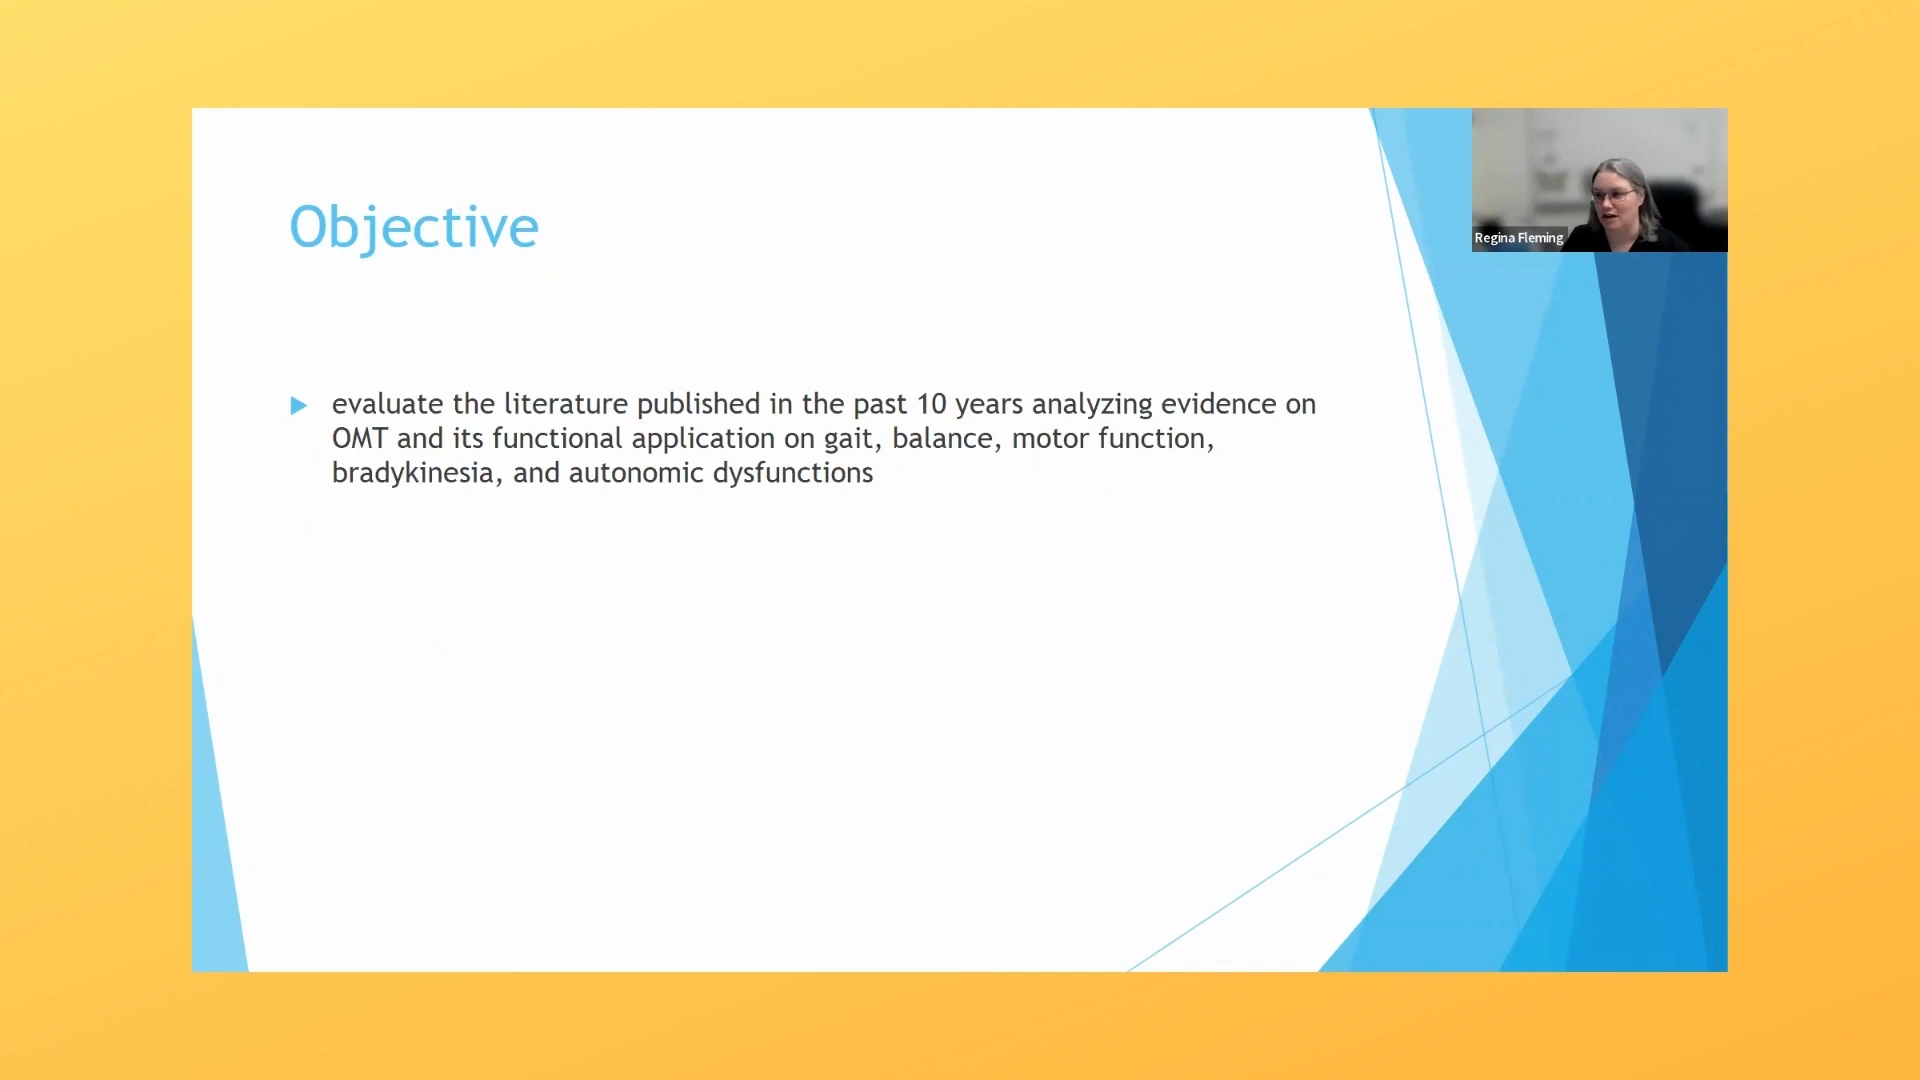 Objective
evaluate the literature published in the past 10 years analyzing evidence on
OMT and its functional application on gait, balance, motor function,
bradykinesia, and autonomic dysfunctions
Regina Fleming